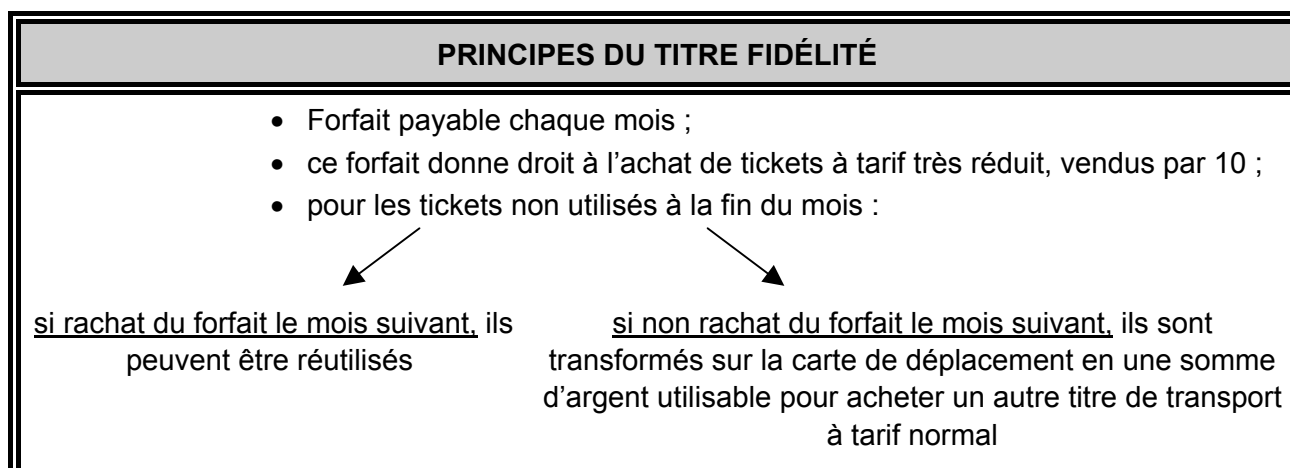 PRINCIPES DU TITRE FIDÉLITÉ
• Forfait payable chaque mois ;
• ce forfait donne droit à l’achat de tickets à tarif très réduit, vendus par 10 ;
• pour les tickets non utilisés à la fin du mois :
si rachat du forfait le mois suivant, ils
peuvent être réutilisés
si non rachat du forfait le mois suivant, ils sont
transformés sur la carte de déplacement en une somme
d’argent utilisable pour acheter un autre titre de transport
à tarif normal